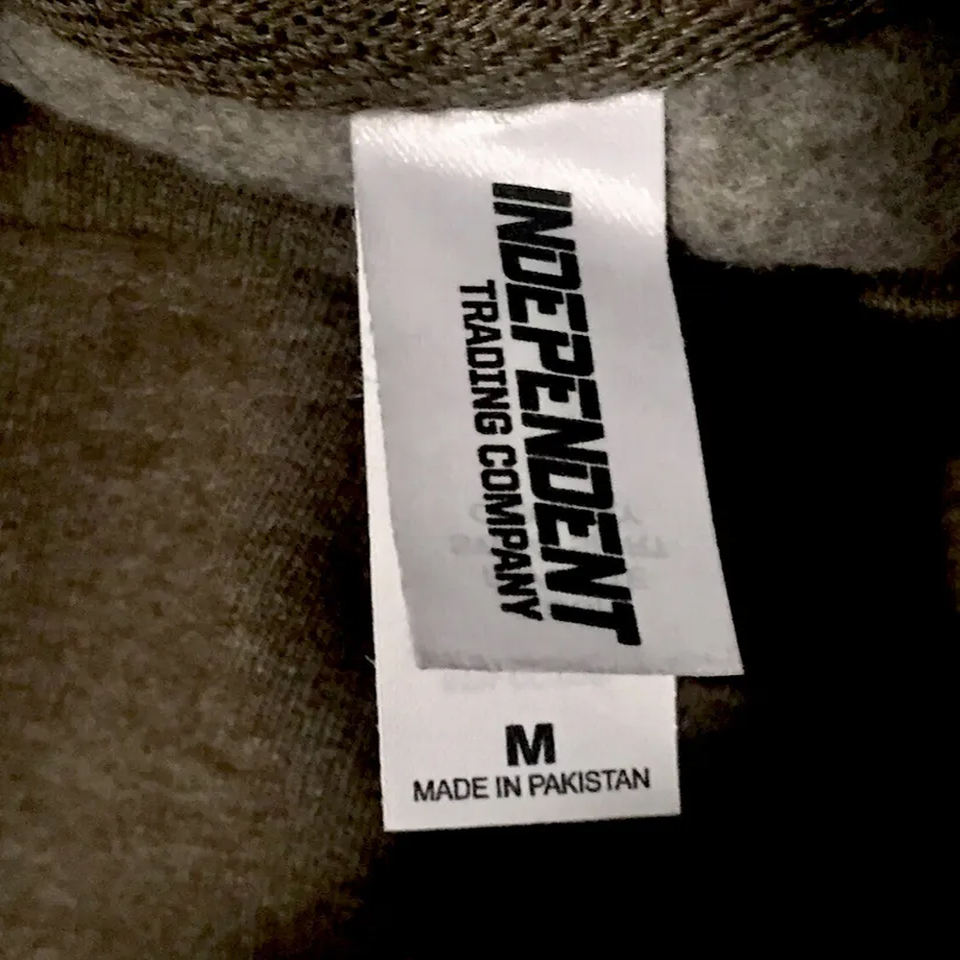 INDEPENDENT
TRADING COMPANY
M
MADE IN PAKISTAN